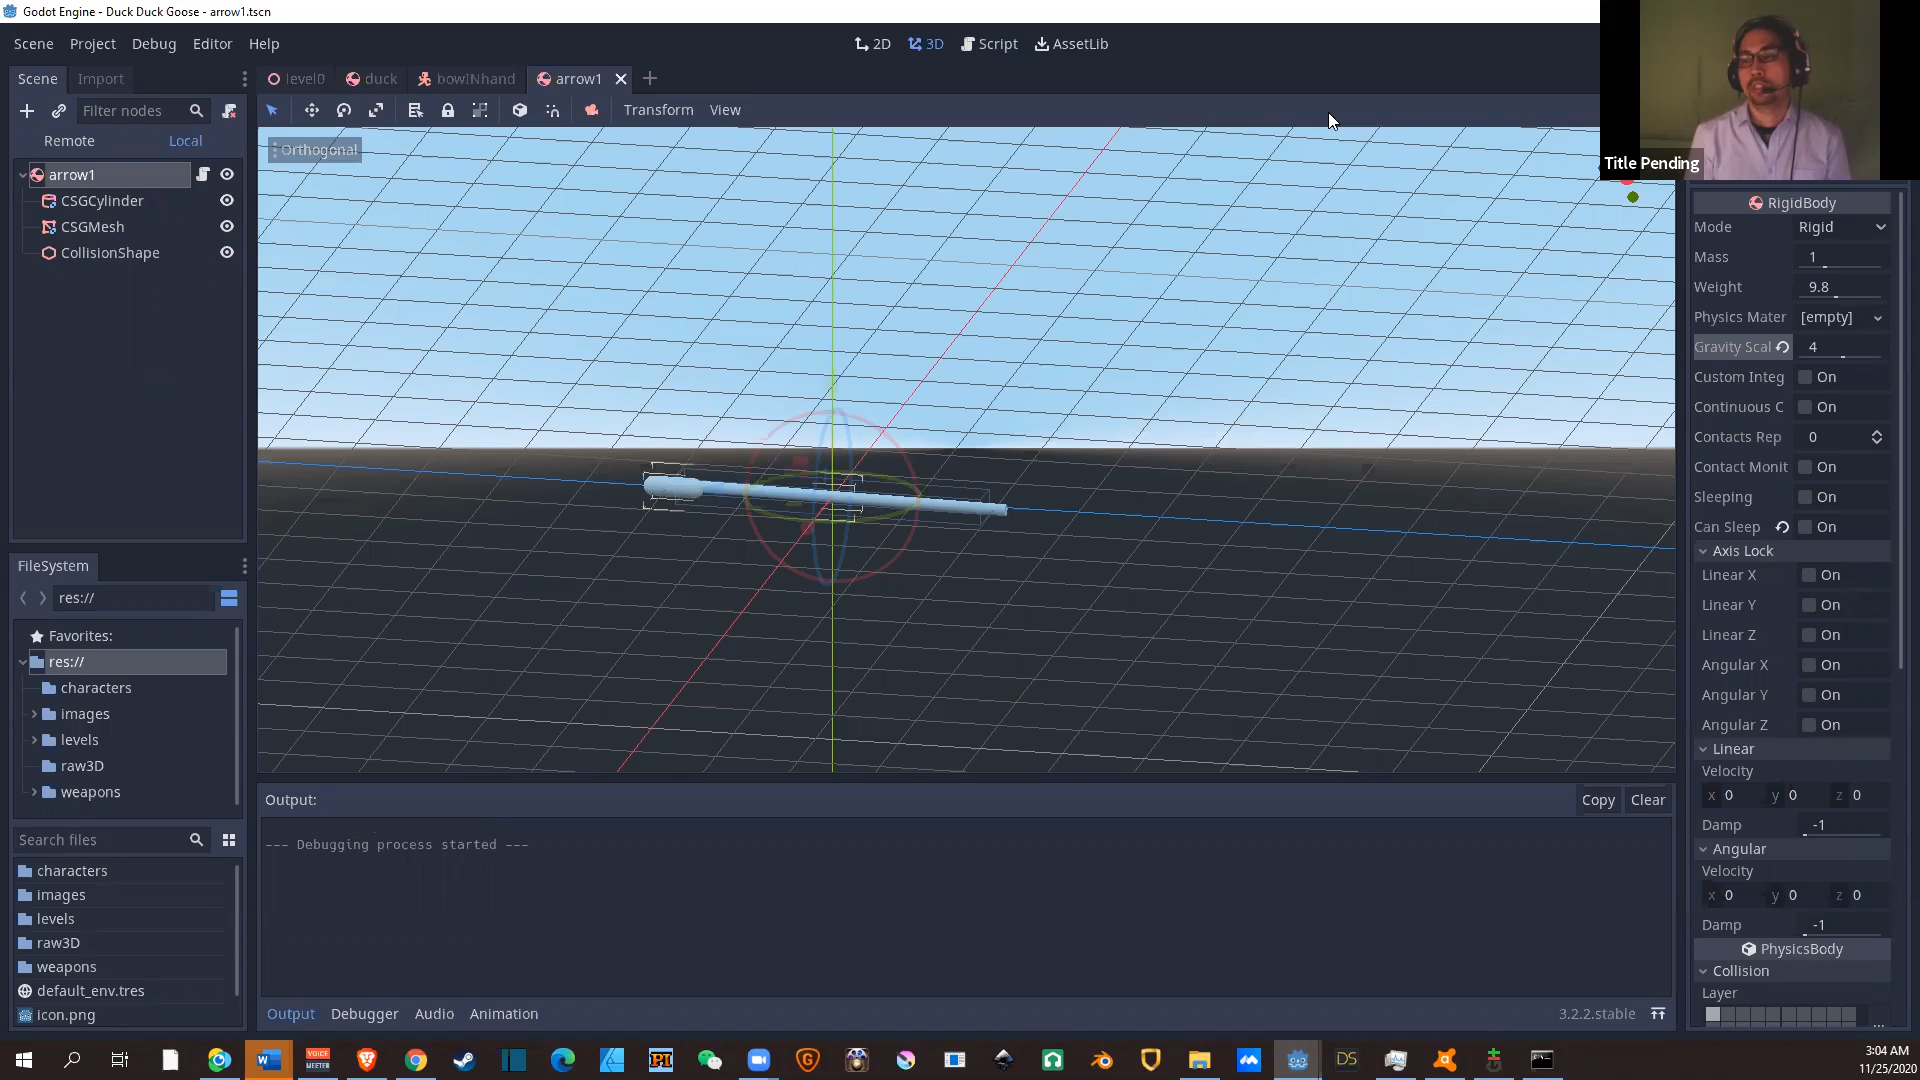 Godot Engine - Duck Duck Goose - arrow1.tscn
Scene Project Debug Editor Help
2D 3D Script AssetLib
Scene Import
level0 duck bowINhand arrow1
Filter nodes
Transform View
Remote Local
Orthogonal
Title Pending
arrow1
CSGCylinder
CSGMesh
CollisionShape
RigidBody
Mode Rigid
Mass 1
Weight 9.8
Physics Mater [empty]
Gravity Scal 4
Custom Integ On
Continuous C On
Contacts Rep 0
Contact Monit On
Sleeping On
Can Sleep On
Axis Lock
Linear X On
Linear Y On
Linear Z On
Angular X On
Angular Y On
Angular Z On
Linear
Velocity
x 0 y 0 z 0
Damp -1
Angular
Velocity
x 0 y 0 z 0
Damp -1
PhysicsBody
Collision
Layer
FileSystem
res://
Favorites:
res://
characters
images
levels
raw3D
weapons
Search files
characters
images
levels
raw3D
weapons
default_env.tres
icon.png
Output: Copy Clear
--- Debugging process started ---
Output Debugger Audio Animation 3.2.2.stable
VOICE MEETER
DS
3:04 AM
11/25/2020